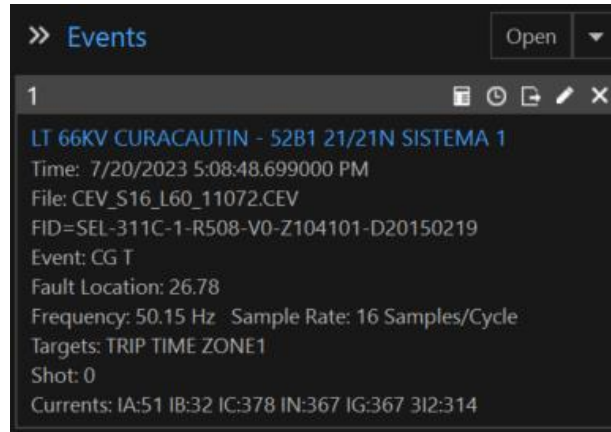 Events
Open
1
LT 66KV CURACAUTIN - 52B1 21/21N SISTEMA 1
Time: 7/20/2023 5:08:48.699000 PM
File: CEV_S16_L60_11072.CEV
FID=SEL-311C-1-R508-V0-Z104101-D20150219
Event: CG T
Fault Location: 26.78
Frequency: 50.15 Hz Sample Rate: 16 Samples/Cycle
Targets: TRIP TIME ZONE1
Shot: 0
Currents: IA:51 IB:32 IC:378 IN:367 IG:367 3I2:314